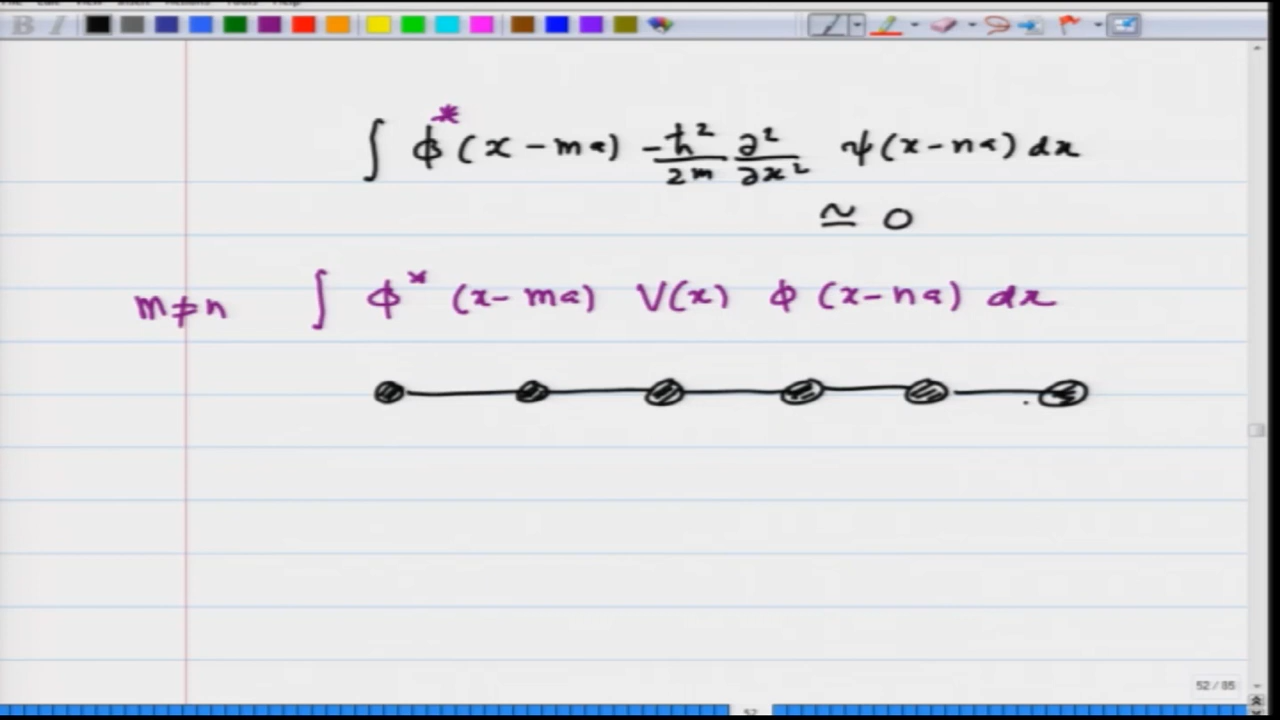 ∫ ϕ* (x - ma) -ħ²/2m ∂²/∂x² ψ(x - na) dx
≅ 0
m≠n ∫ ϕ* (x - ma) V(x) ϕ (x - na) dx
52 / 85